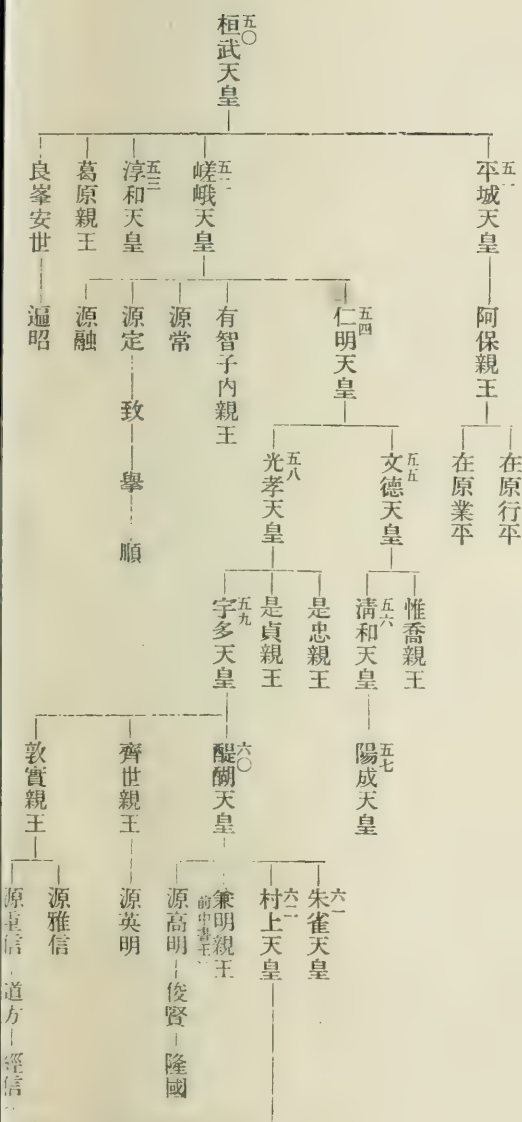 五〇 桓武天皇
五一 平城天皇
阿保親王
在原行平
在原業平
五二 嵯峨天皇
五四 仁明天皇
五五 文德天皇
惟喬親王
五六 淸和天皇
五七 陽成天皇
五八 光孝天皇
是忠親王
是貞親王
五九 宇多天皇
六〇 醍醐天皇
六一 朱雀天皇
六二 村上天皇
兼明親王
前中書王
源高明
俊賢
隆國
齊世親王
源英明
敦實親王
源雅信
源重信
道方
經信
有智子內親王
源常
源定
致
擧
順
源融
五三 淳和天皇
葛原親王
良峯安世
遍昭